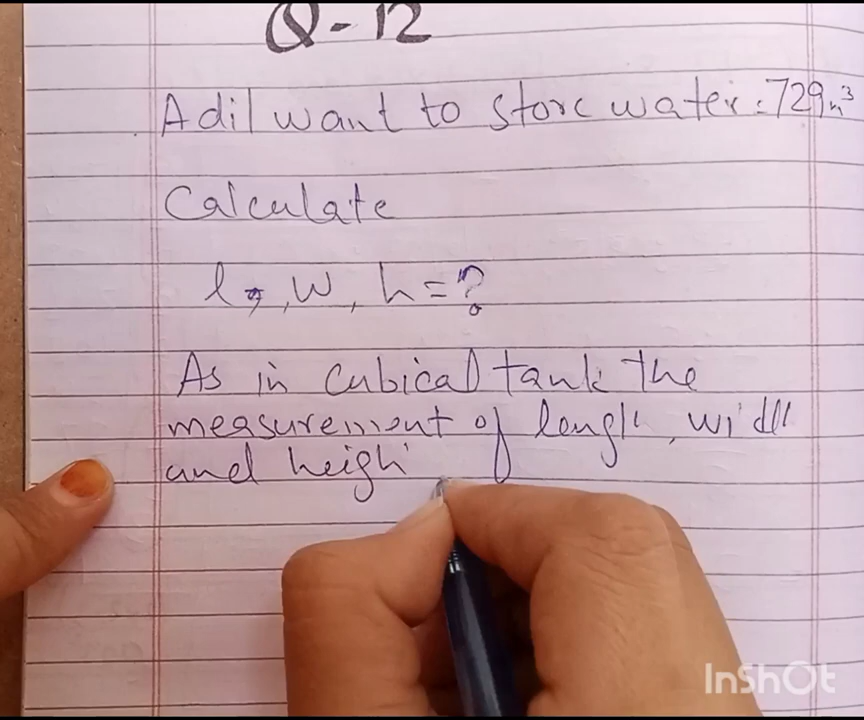 Q-12
Adil want to store water = 729m³
Calculate
l, w, h = ?
As in cubical tank the
measurement of length, width
and heigh
InShOt